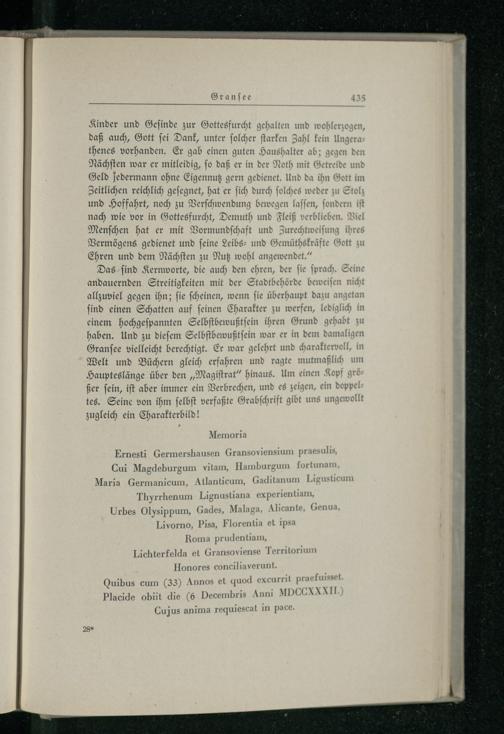 Gransee 435
Kinder und Gesinde zur Gottesfurcht gehalten und wohlerzogen,
daß auch, Gott sei Dank, unter solcher starken Zahl kein Ungera-
thenes vorhanden. Er gab einen guten Haushalter ab; gegen den
Nächsten war er mitleidig, so daß er in der Noth mit Getreide und
Geld jedermann ohne Eigennutz gern gedienet. Und da ihn Gott im
Zeitlichen reichlich gesegnet, hat er sich durch solches weder zu Stolz
und Hoffahrt, noch zu Verschwendung bewegen lassen, sondern ist
nach wie vor in Gottesfurcht, Demuth und Fleiß verblieben. Viel
Menschen hat er mit Vormundschaft und Zurechtweisung ihres
Vermögens gedienet und seine Leibs- und Gemüthskräfte Gott zu
Ehren und dem Nächsten zu Nutz wohl angewendet.“
Das sind Kernworte, die auch den ehren, der sie sprach. Seine
andauernden Streitigkeiten mit der Stadtbehörde beweisen nicht
allzuviel gegen ihn; sie scheinen, wenn sie überhaupt dazu angetan
sind einen Schatten auf seinen Charakter zu werfen, lediglich in
einem hochgespannten Selbstbewußtsein ihren Grund gehabt zu
haben. Und zu diesem Selbstbewußtsein war er in dem damaligen
Gransee vielleicht berechtigt. Er war gelehrt und charaktervoll, in
Welt und Büchern gleich erfahren und ragte mutmaßlich um
Haupteslänge über den „Magistrat“ hinaus. Um einen Kopf grö-
ßer sein, ist aber immer ein Verbrechen, und es zeigen, ein doppel-
tes. Seine von ihm selbst verfaßte Grabschrift gibt uns ungewollt
zugleich ein Charakterbild!
Memoria
Ernesti Germershausen Gransoviensium praesulis,
Cui Magdeburgum vitam, Hamburgum fortunam,
Maria Germanicum, Atlanticum, Gaditanum Ligusticum
Thyrrhenum Lignustiana experientiam,
Urbes Olysippum, Gades, Malaga, Alicante, Genua,
Livorno, Pisa, Florentia et ipsa
Roma prudentiam,
Lichterfelda et Gransoviense Territorium
Honores conciliaverunt.
Quibus cum (33) Annos et quod excurrit praefuisset.
Placide obiit die (6 Decembris Anni MDCCXXXII.)
Cujus anima requiescat in pace.
28*